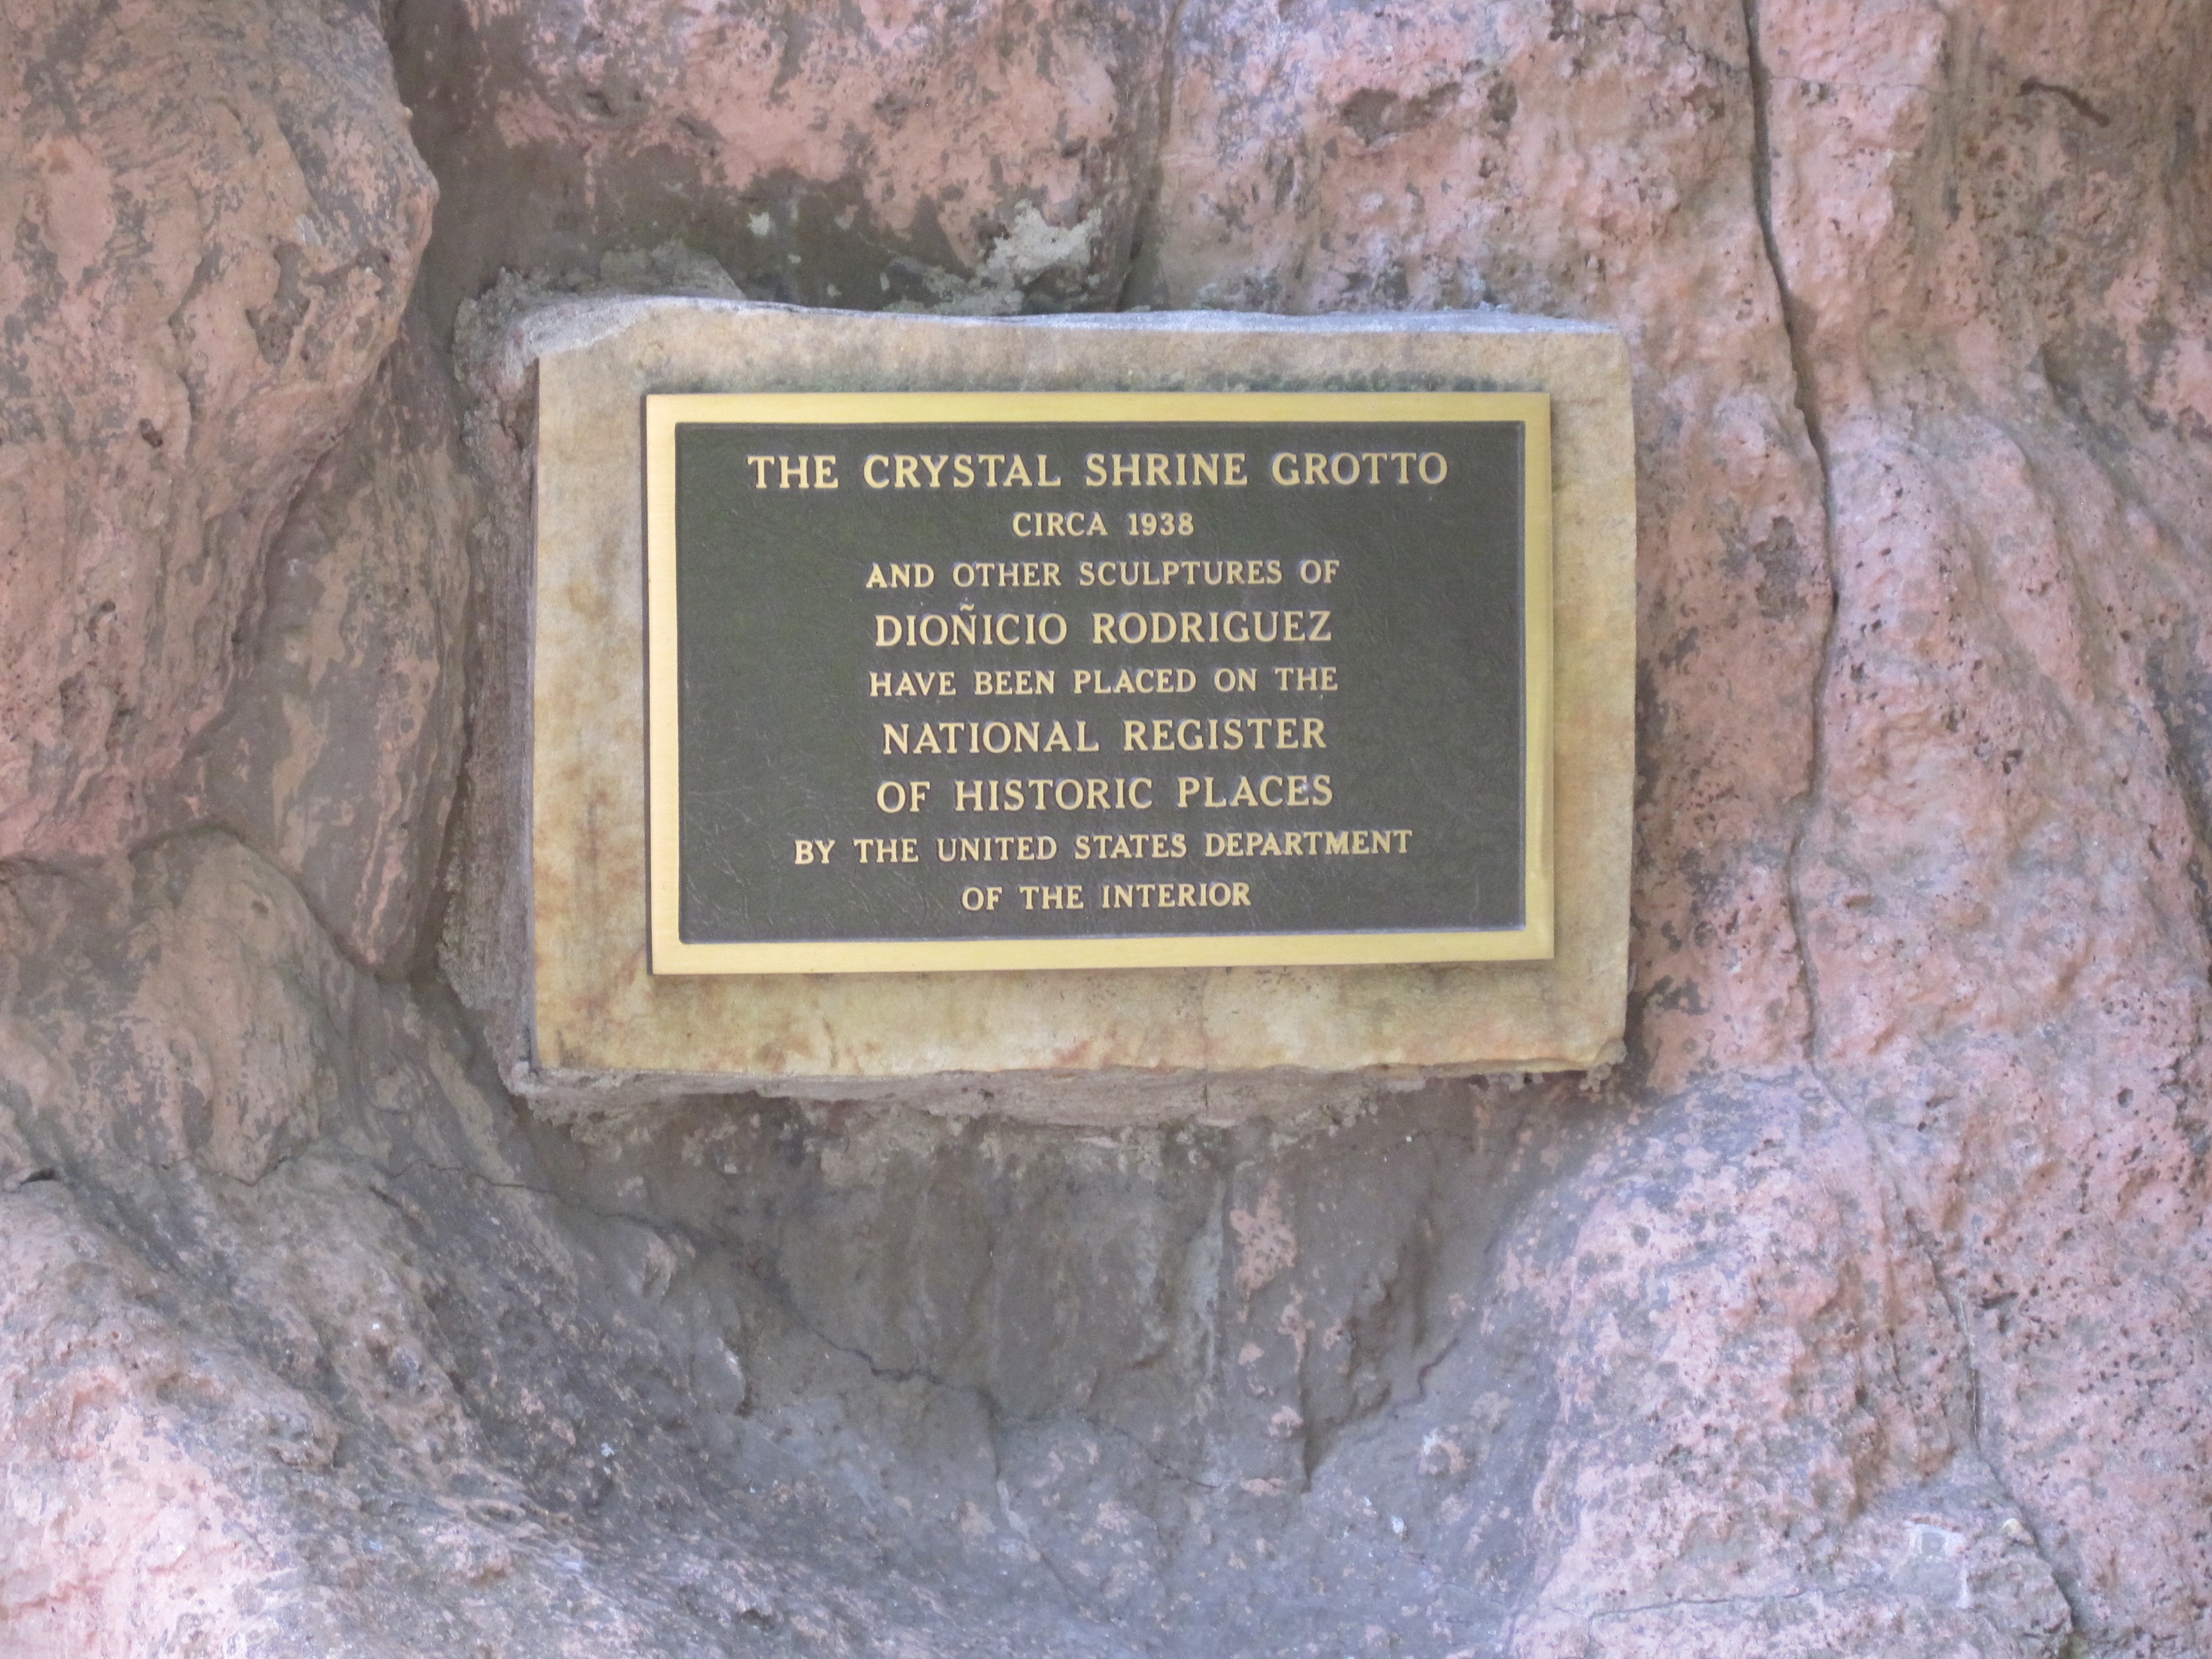 THE CRYSTAL SHRINE GROTTO
CIRCA 1938
AND OTHER SCULPTURES OF
DIOÑICIO RODRIGUEZ
HAVE BEEN PLACED ON THE
NATIONAL REGISTER
OF HISTORIC PLACES
BY THE UNITED STATES DEPARTMENT
OF THE INTERIOR